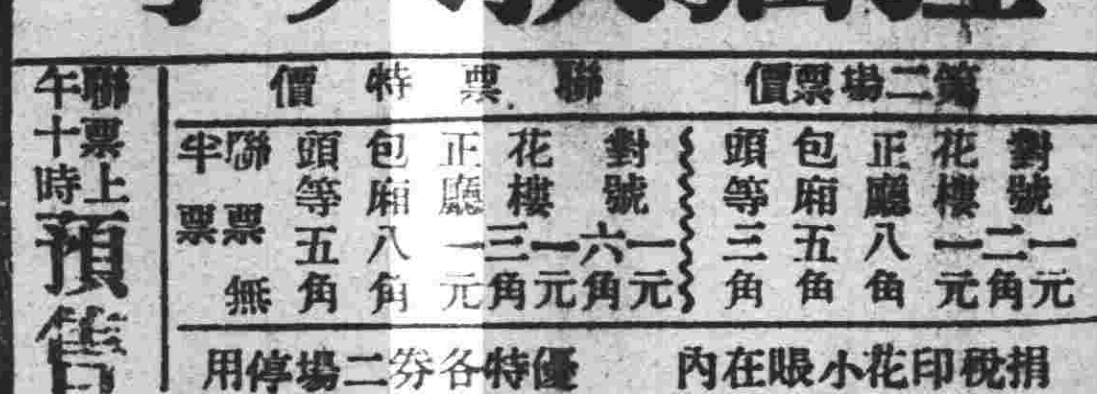 第二場票價
對號一元二角
花樓一元
正廳八角
包廂五角
頭等三角
聯票特價
對號一元六角
花樓一元三角
正廳一元
包廂八角
頭等五角
聯票無
半票
捐稅印花小賬在內
優特各券二場停用
聯票上
午十時
預售